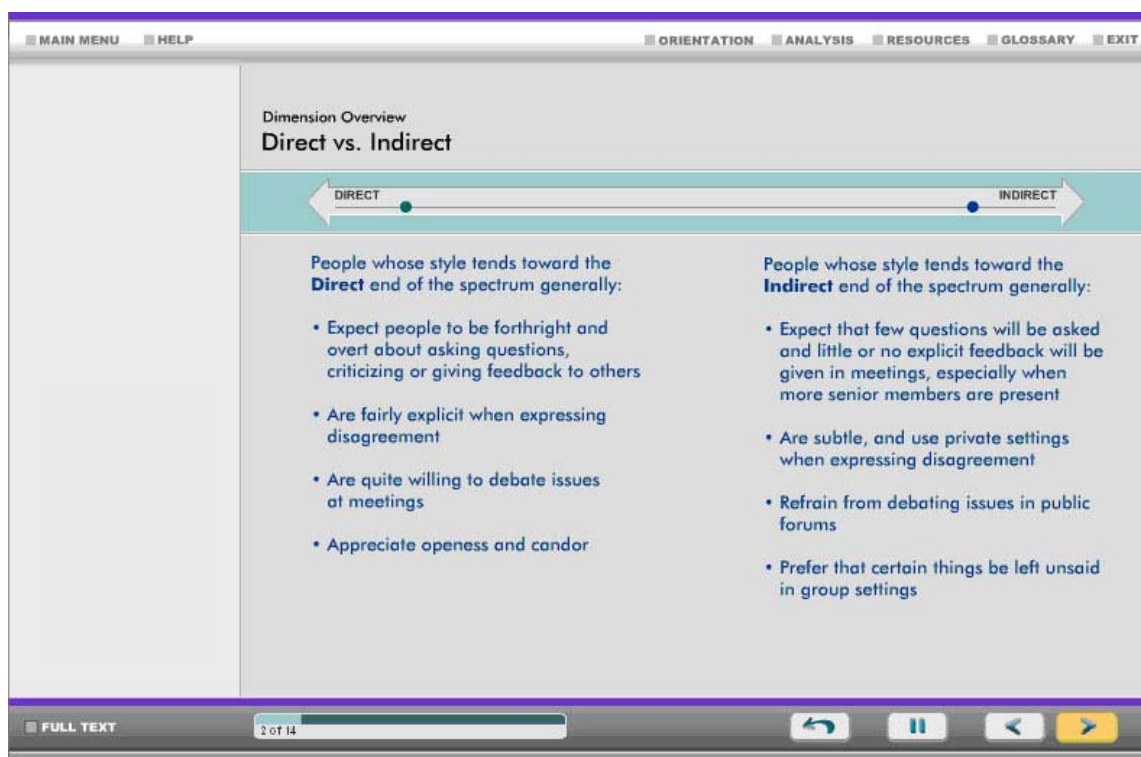 MAIN MENU HELP ORIENTATION ANALYSIS RESOURCES GLOSSARY EXIT
Dimension Overview
Direct vs. Indirect
DIRECT INDIRECT
People whose style tends toward the
Direct end of the spectrum generally:
• Expect people to be forthright and
overt about asking questions,
criticizing or giving feedback to others
• Are fairly explicit when expressing
disagreement
• Are quite willing to debate issues
at meetings
• Appreciate openess and candor
People whose style tends toward the
Indirect end of the spectrum generally:
• Expect that few questions will be asked
and little or no explicit feedback will be
given in meetings, especially when
more senior members are present
• Are subtle, and use private settings
when expressing disagreement
• Refrain from debating issues in public
forums
• Prefer that certain things be left unsaid
in group settings
FULL TEXT 2 of 14